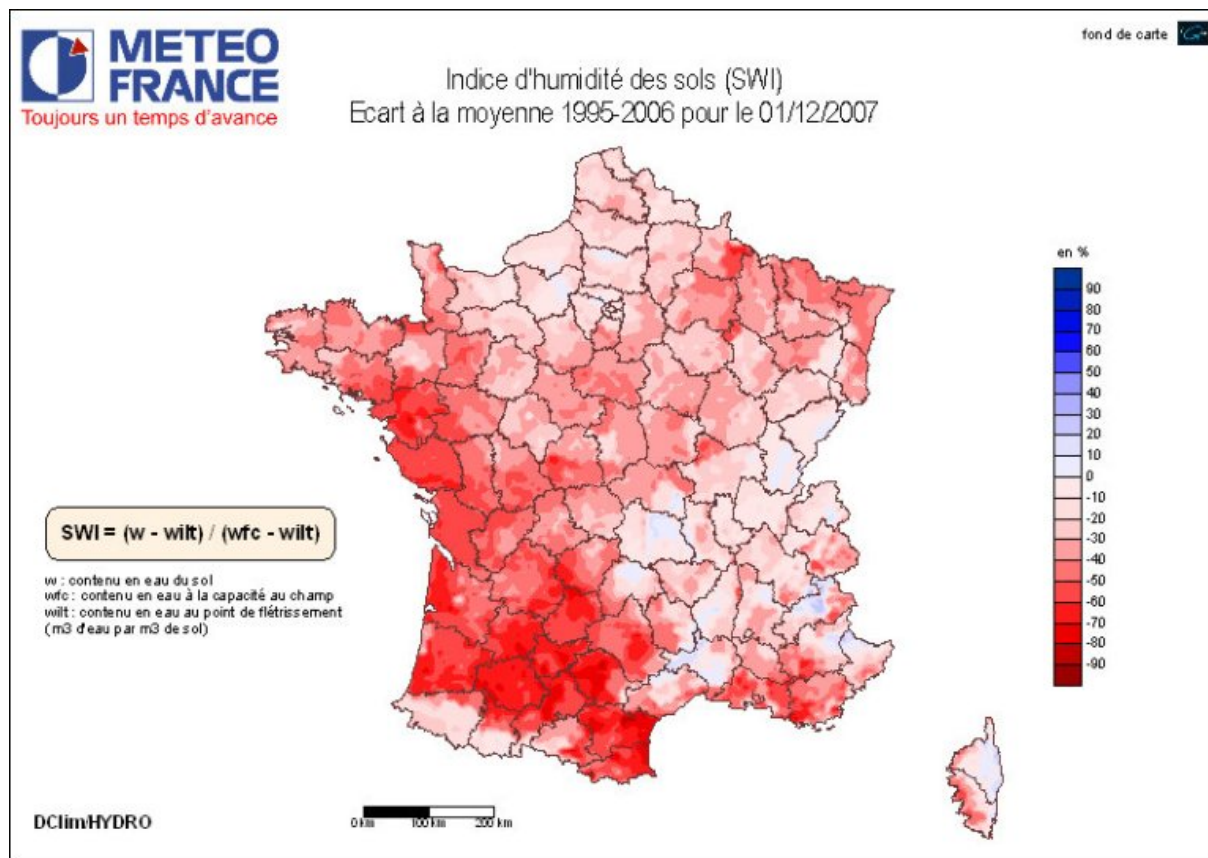 METEO
FRANCE
Toujours un temps d'avance
fond de carte
Indice d'humidité des sols (SWI)
Ecart à la moyenne 1995-2006 pour le 01/12/2007
en %
90
80
70
60
50
40
30
20
10
0
-10
-20
-30
-40
-50
-60
-70
-80
-90
SWI = (w - wilt) / (wfc - wilt)
w : contenu en eau du sol
wfc : contenu en eau à la capacité au champ
wilt : contenu en eau au point de flétrissement
(m3 d'eau par m3 de sol)
DClim/HYDRO
0 km 100 km 200 km